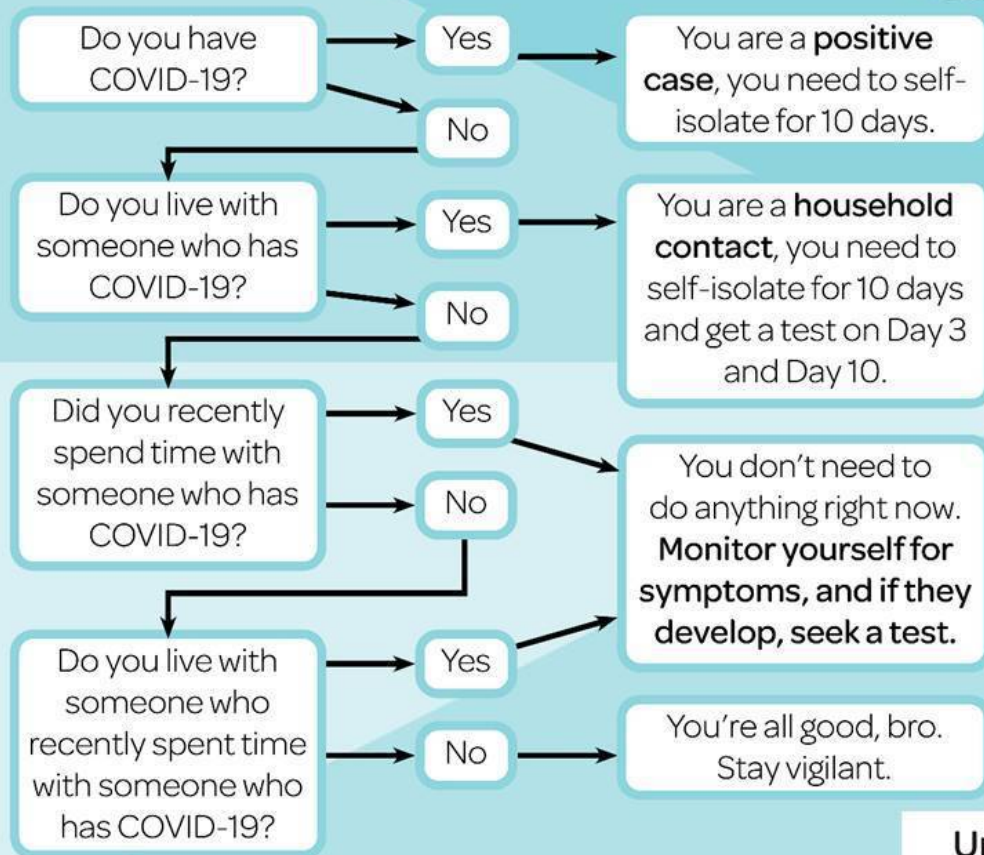 Do you have
COVID-19?
Yes
You are a positive
case, you need to self-
isolate for 10 days.
No
Do you live with
someone who has
COVID-19?
Yes
You are a household
contact, you need to
self-isolate for 10 days
and get a test on Day 3
and Day 10.
No
Did you recently
spend time with
someone who has
COVID-19?
Yes
No
You don't need to
do anything right now.
Monitor yourself for
symptoms, and if they
develop, seek a test.
Do you live with
someone who
recently spent time
with someone who
has COVID-19?
Yes
No
You're all good, bro.
Stay vigilant.